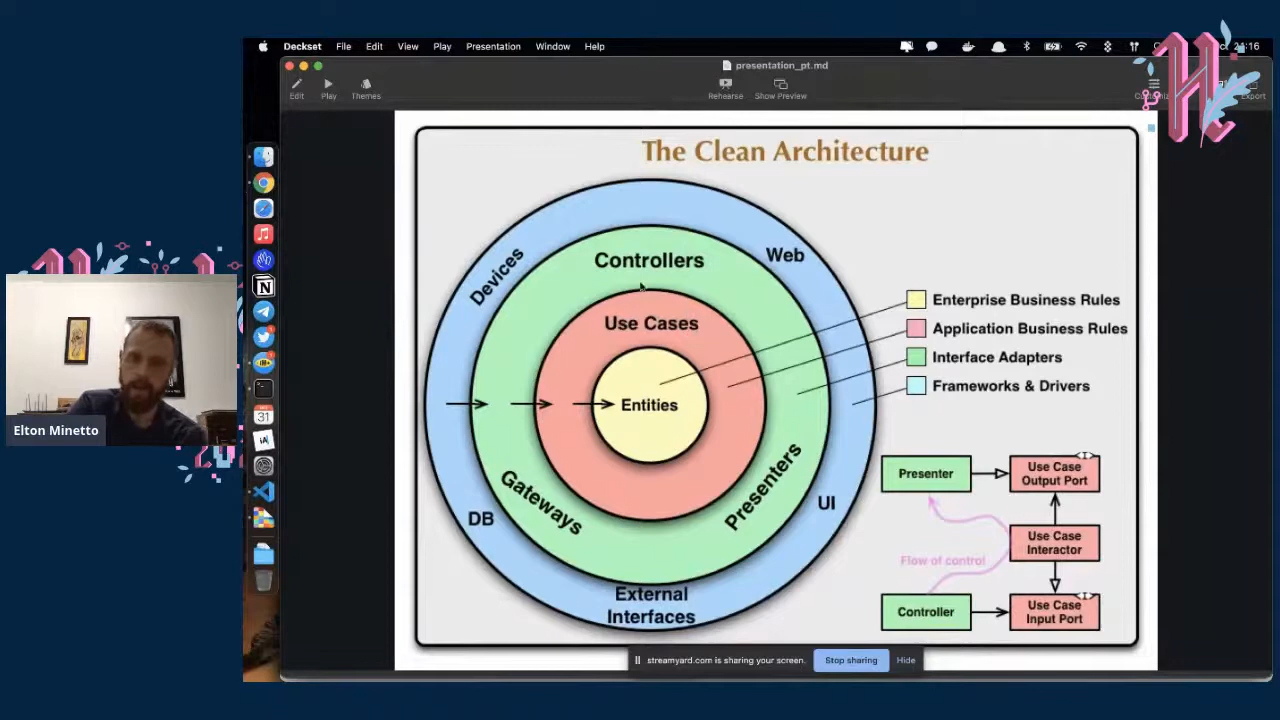 Deckset File Edit View Play Presentation Window Help
16
presentation_pt.md
Edit Play Themes
Rehearse Show Preview
Export
The Clean Architecture
Devices
Controllers
Web
Use Cases
Entities
Gateways
Presenters
DB
UI
External
Interfaces
Enterprise Business Rules
Application Business Rules
Interface Adapters
Frameworks & Drivers
Presenter
Use Case
Output Port
Use Case
Interactor
Flow of control
Controller
Use Case
Input Port
31
Elton Minetto
streamyard.com is sharing your screen. Stop sharing Hide